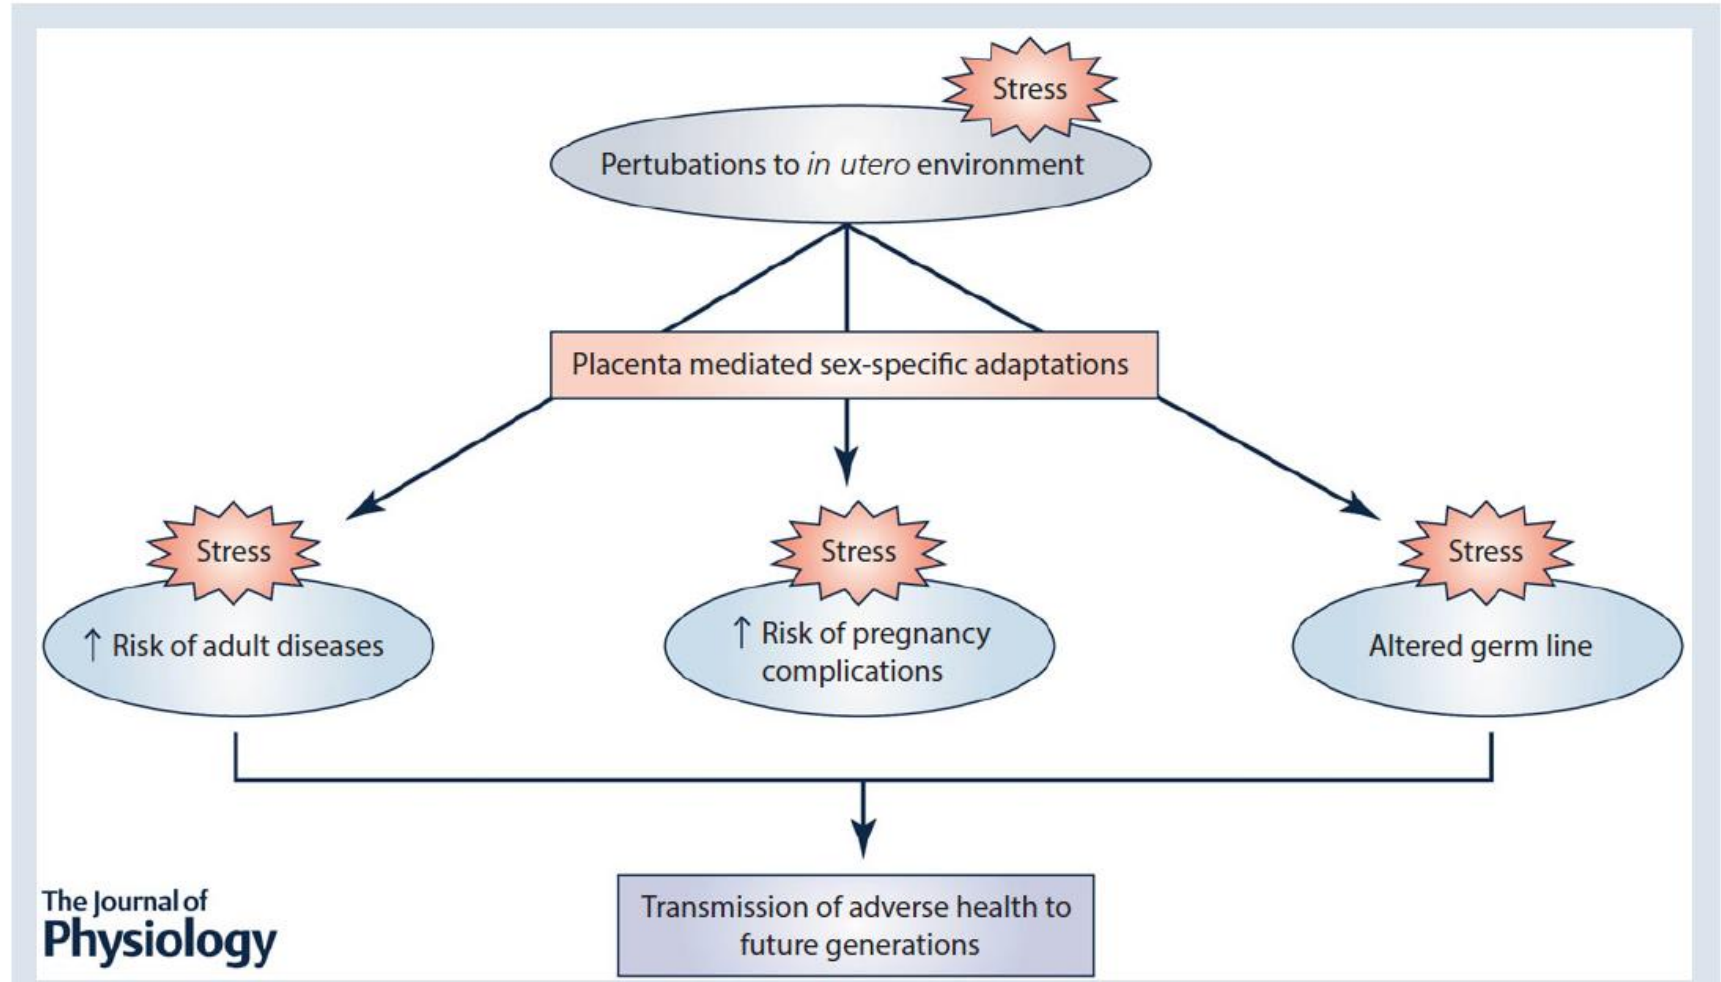 Stress
Pertubations to in utero environment
Placenta mediated sex-specific adaptations
Stress
Stress
Stress
↑ Risk of adult diseases
↑ Risk of pregnancy
complications
Altered germ line
Transmission of adverse health to
future generations
The Journal of
Physiology